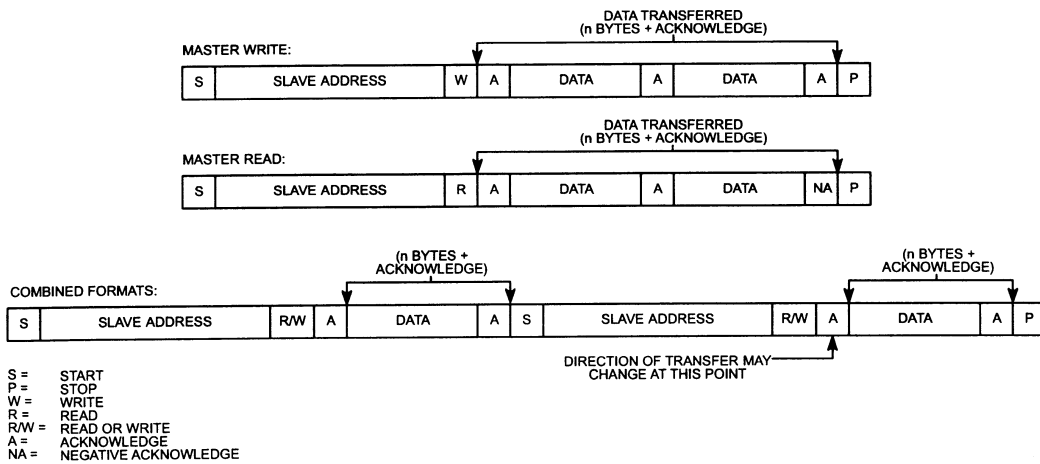 DATA TRANSFERRED
(n BYTES + ACKNOWLEDGE)
MASTER WRITE:
S SLAVE ADDRESS W A DATA A DATA A P
DATA TRANSFERRED
(n BYTES + ACKNOWLEDGE)
MASTER READ:
S SLAVE ADDRESS R A DATA A DATA NA P
(n BYTES +
ACKNOWLEDGE)
(n BYTES +
ACKNOWLEDGE)
COMBINED FORMATS:
S SLAVE ADDRESS R/W A DATA A S SLAVE ADDRESS R/W A DATA A P
DIRECTION OF TRANSFER MAY
CHANGE AT THIS POINT
S = START
P = STOP
W = WRITE
R = READ
R/W = READ OR WRITE
A = ACKNOWLEDGE
NA = NEGATIVE ACKNOWLEDGE